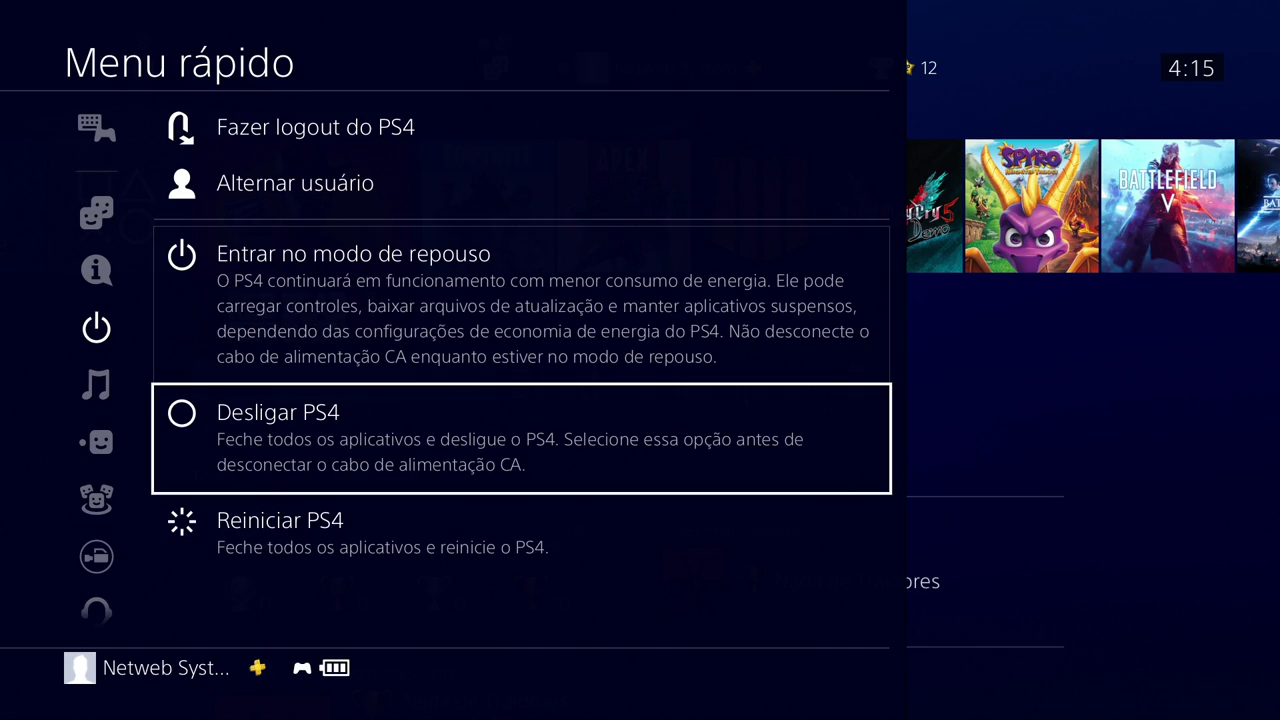 Menu rápido
12
4:15
Fazer logout do PS4
Alternar usuário
Entrar no modo de repouso
O PS4 continuará em funcionamento com menor consumo de energia. Ele pode
carregar controles, baixar arquivos de atualização e manter aplicativos suspensos,
dependendo das configurações de economia de energia do PS4. Não desconecte o
cabo de alimentação CA enquanto estiver no modo de repouso.
Desligar PS4
Feche todos os aplicativos e desligue o PS4. Selecione essa opção antes de
desconectar o cabo de alimentação CA.
Reiniciar PS4
Feche todos os aplicativos e reinicie o PS4.
Cry 5
Demo
SPYRO
BATTLEFIELD
V
BAT
ores
Netweb Syst...